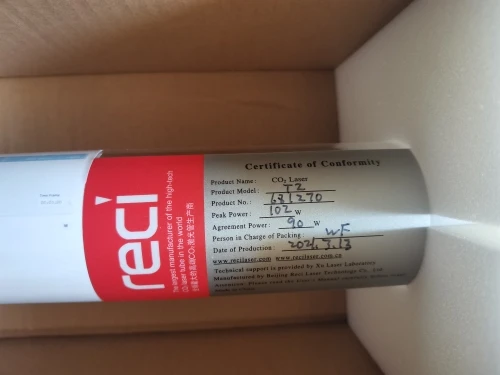 reci
The largest manufacturer of the high-tech
CO₂ laser tube in the world
Certificate of Conformity
Product Name: CO₂ Laser
Product Model: T2
Product No.: 681270
Peak Power: 102 W
Agreement Power: 90 W
Person in Charge of Packing: WF
Date of Production: 2024.3.13
www.recilaser.com www.recilaser.com.cn
Technical support is provided by Xu Laser Laboratory
Manufactured by Beijing Reci Laser Technology Co., Ltd